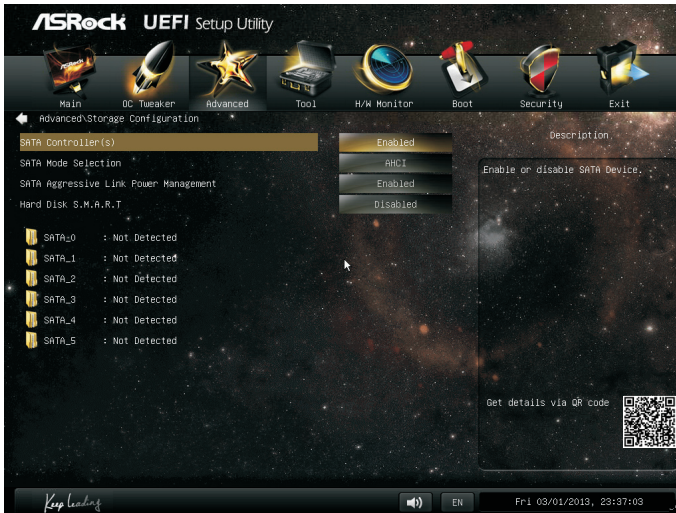 ASRock UEFI Setup Utility
ASRock
Main OC Tweaker Advanced Tool H/W Monitor Boot Security Exit
Advanced\Storage Configuration
Description
SATA Controller(s) Enabled
SATA Mode Selection AHCI
Enable or disable SATA Device.
SATA Aggressive Link Power Management Enabled
Hard Disk S.M.A.R.T Disabled
SATA_0 : Not Detected
SATA_1 : Not Detected
SATA_2 : Not Detected
SATA_3 : Not Detected
SATA_4 : Not Detected
SATA_5 : Not Detected
Get details via QR code
Keep Leading
EN
Fri 03/01/2013, 23:37:03